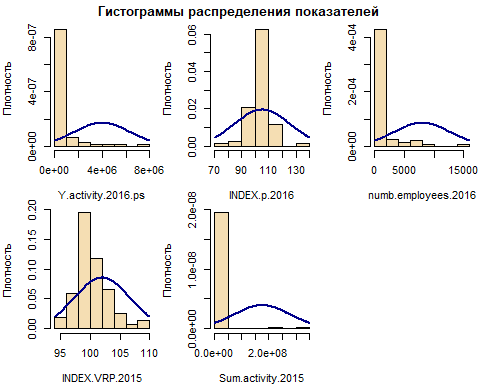 Гистограммы распределения показателей
Плотность
0e+00 4e-07 8e-07
0e+00 4e+06 8e+06
Y.activity.2016.ps
Плотность
0.00 0.02 0.04 0.06
70 90 110 130
INDEX.p.2016
Плотность
0e+00 2e-04 4e-04
0 5000 15000
numb.employees.2016
Плотность
0.00 0.05 0.10 0.15 0.20
95 100 105 110
INDEX.VRP.2015
Плотность
0.0e+00 1.0e-08 2.0e-08
0.0e+00 2.0e+08
Sum.activity.2015